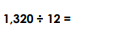 1,320 ÷ 12 =